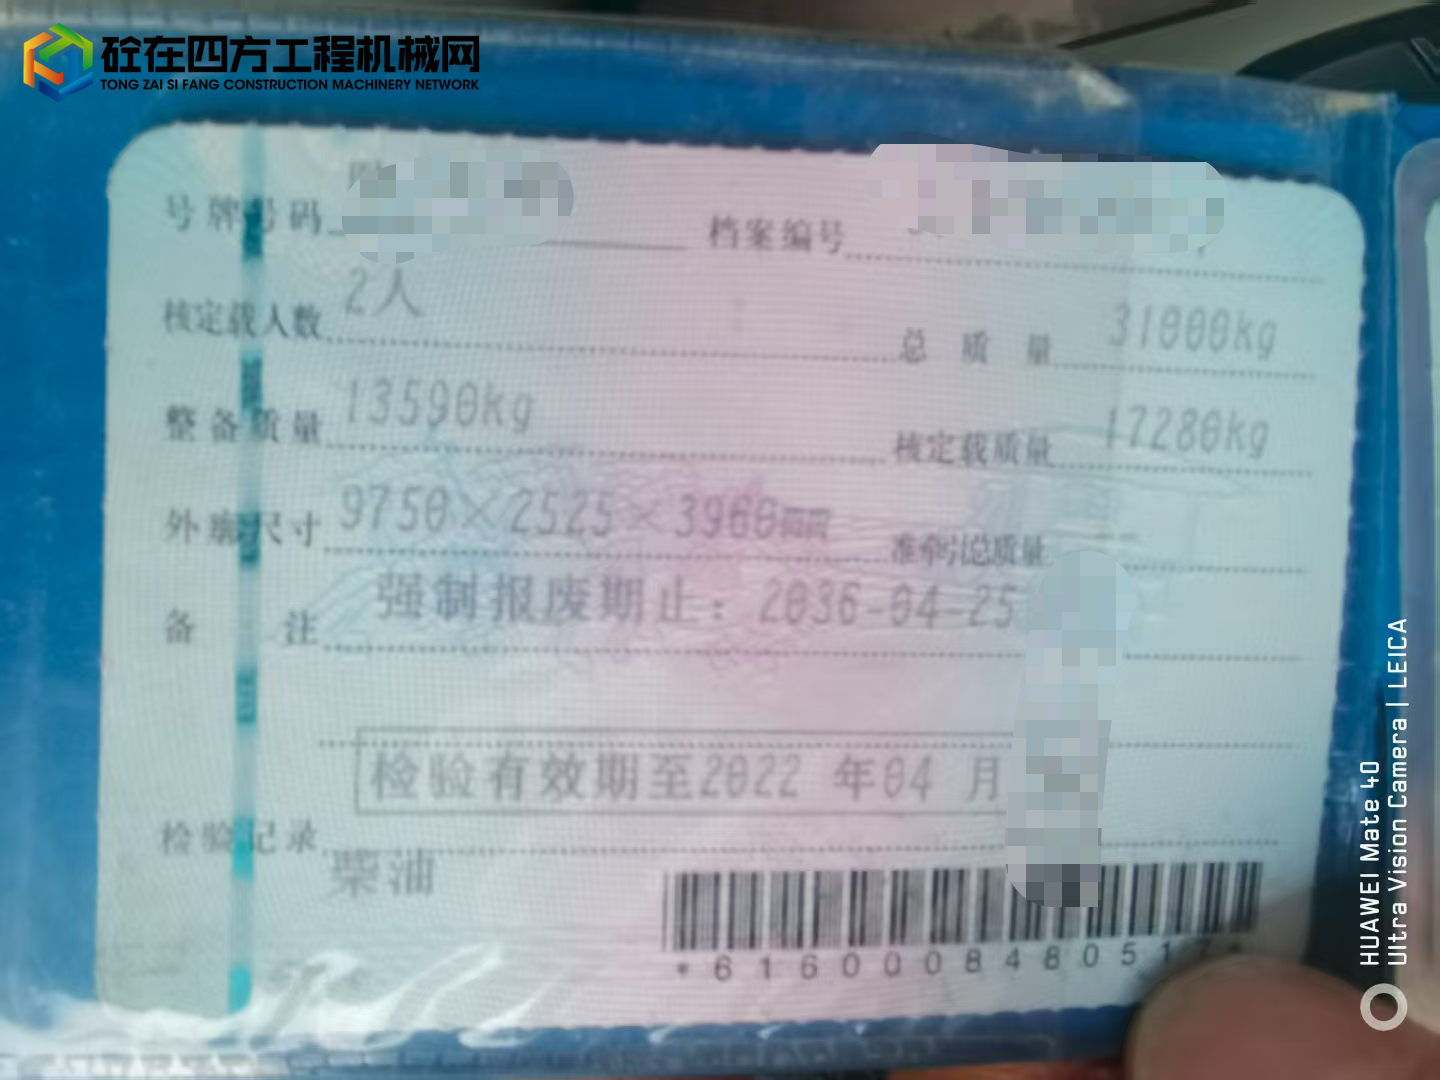 砼在四方工程机械网
TONG ZAI SI FANG CONSTRUCTION MACHINERY NETWORK
号牌号码
档案编号
核定载人数 2人
总质量 31000kg
整备质量 13590kg
核定载质量 17280kg
外廓尺寸 9750×2525×3960mm
准牵引总质量 --
备注 强制报废期止：2036-04-25
检验有效期至2022 年04 月
检验记录
柴油
*6160008480517*
HUAWEI Mate 40
Ultra Vision Camera | LEICA